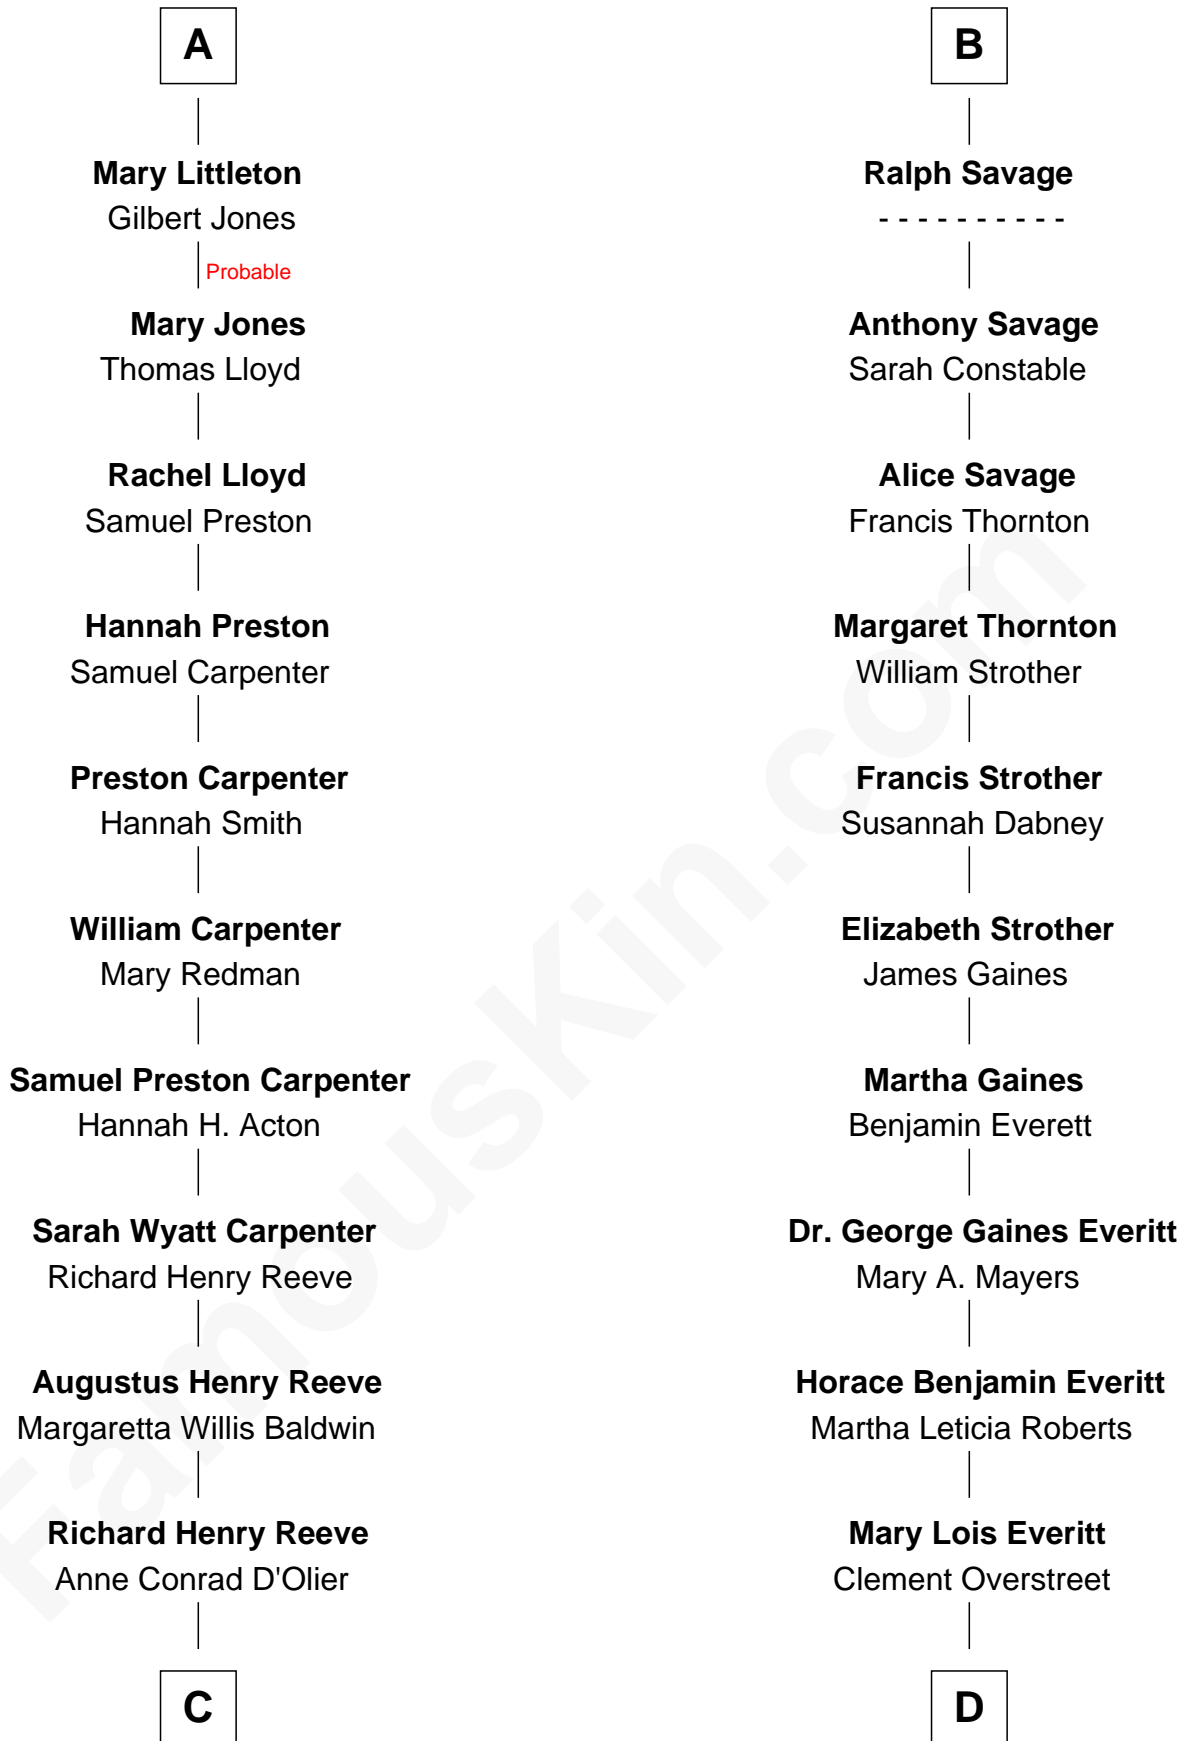 A
Mary Littleton
Gilbert Jones
Probable
Mary Jones
Thomas Lloyd
Rachel Lloyd
Samuel Preston
Hannah Preston
Samuel Carpenter
Preston Carpenter
Hannah Smith
William Carpenter
Mary Redman
Samuel Preston Carpenter
Hannah H. Acton
Sarah Wyatt Carpenter
Richard Henry Reeve
Augustus Henry Reeve
Margaretta Willis Baldwin
Richard Henry Reeve
Anne Conrad D'Olier
C
B
Ralph Savage
- - - - - - - - - -
Anthony Savage
Sarah Constable
Alice Savage
Francis Thornton
Margaret Thornton
William Strother
Francis Strother
Susannah Dabney
Elizabeth Strother
James Gaines
Martha Gaines
Benjamin Everett
Dr. George Gaines Everitt
Mary A. Mayers
Horace Benjamin Everitt
Martha Leticia Roberts
Mary Lois Everitt
Clement Overstreet
D
FamousKin.com